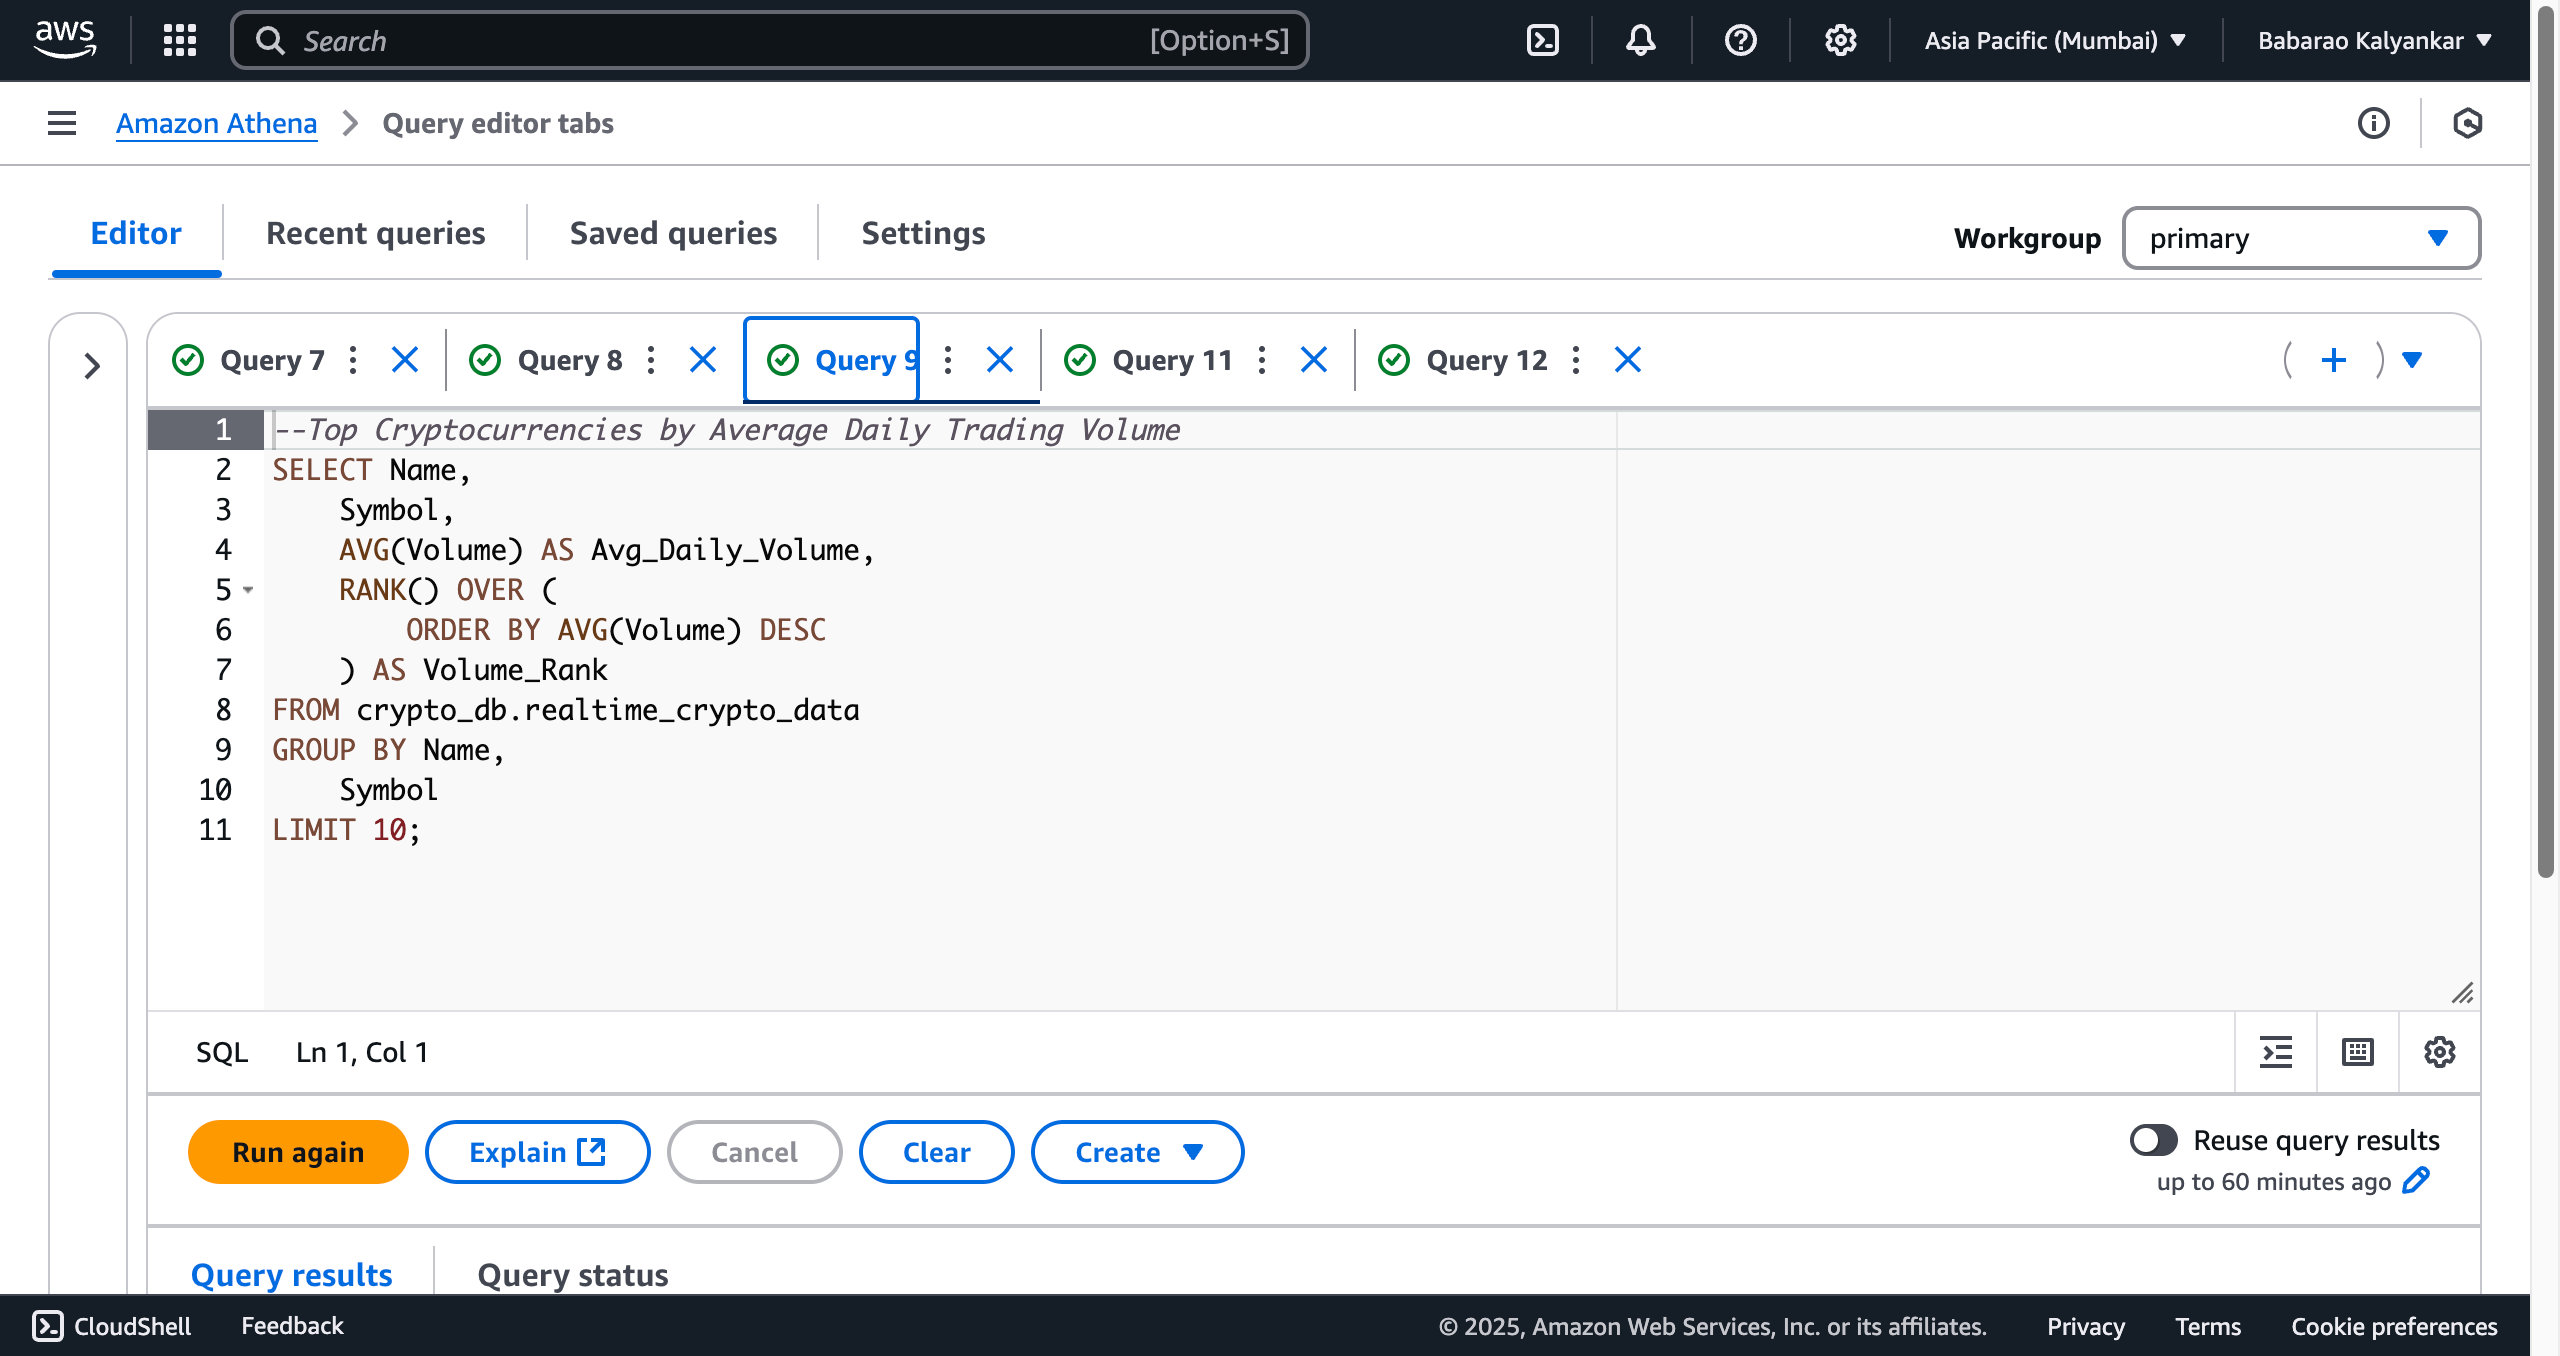 aws
Search [Option+S]
Asia Pacific (Mumbai)
Babarao Kalyankar
Amazon Athena
Query editor tabs
Editor
Recent queries
Saved queries
Settings
Workgroup
primary
Query 7
Query 8
Query 9
Query 11
Query 12
1 --Top Cryptocurrencies by Average Daily Trading Volume
2 SELECT Name,
3 Symbol,
4 AVG(Volume) AS Avg_Daily_Volume,
5 RANK() OVER (
6 ORDER BY AVG(Volume) DESC
7 ) AS Volume_Rank
8 FROM crypto_db.realtime_crypto_data
9 GROUP BY Name,
10 Symbol
11 LIMIT 10;
SQL Ln 1, Col 1
Run again
Explain
Cancel
Clear
Create
Reuse query results
up to 60 minutes ago
Query results
Query status
CloudShell
Feedback
© 2025, Amazon Web Services, Inc. or its affiliates.
Privacy
Terms
Cookie preferences